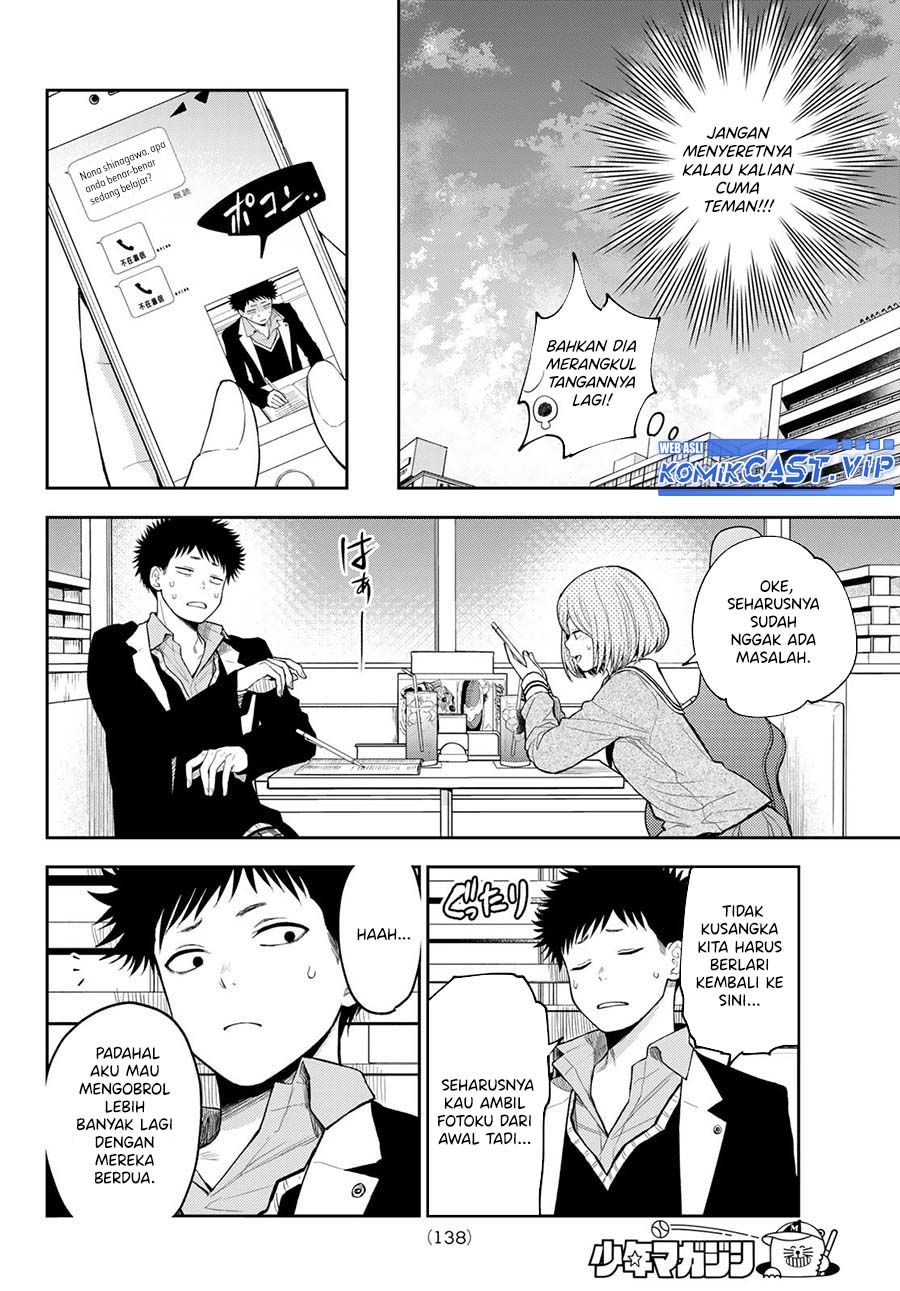 JANGAN
MENYERETNYA
KALAU KALIAN
CUMA
TEMAN!!!
BAHKAN DIA
MERANGKUL
TANGANNYA
LAGI!
WEB ASLI
KOMIKCAST.VIP
Nona shinagawa, apa
anda benar-benar
sedang belajar?
既読
不在着信
不在着信
ポコン..
OKE,
SEHARUSNYA
SUDAH
NGGAK ADA
MASALAH.
はぁ
TIDAK
KUSANGKA
KITA HARUS
BERLARI
KEMBALI KE
SINI...
ぐったり
SEHARUSNYA
KAU AMBIL
FOTOKU DARI
AWAL TADI...
HAAH...
PADAHAL
AKU MAU
MENGOBROL
LEBIH
BANYAK LAGI
DENGAN
MEREKA
BERDUA.
(138)
少年マガジン
M